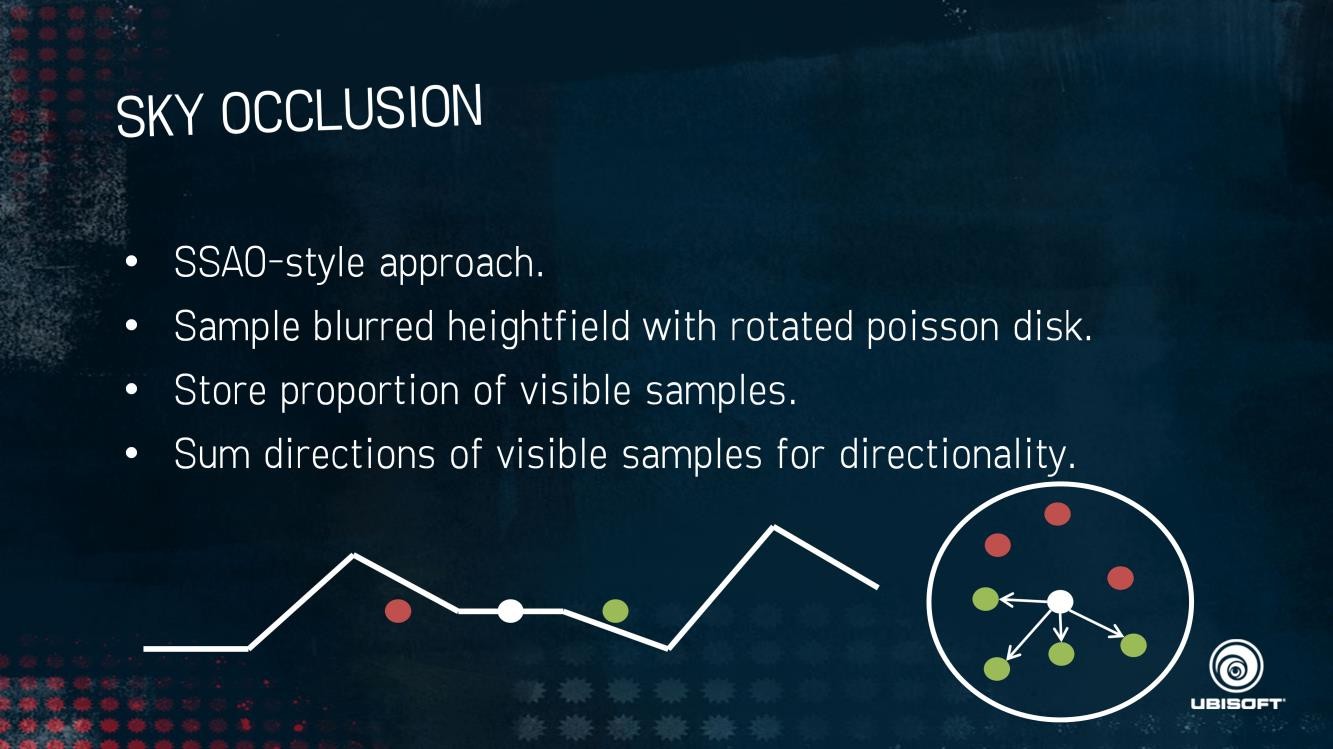 SKY OCCLUSION
• SSAO-style approach.
• Sample blurred heightfield with rotated poisson disk.
• Store proportion of visible samples.
• Sum directions of visible samples for directionality.
UBISOFT